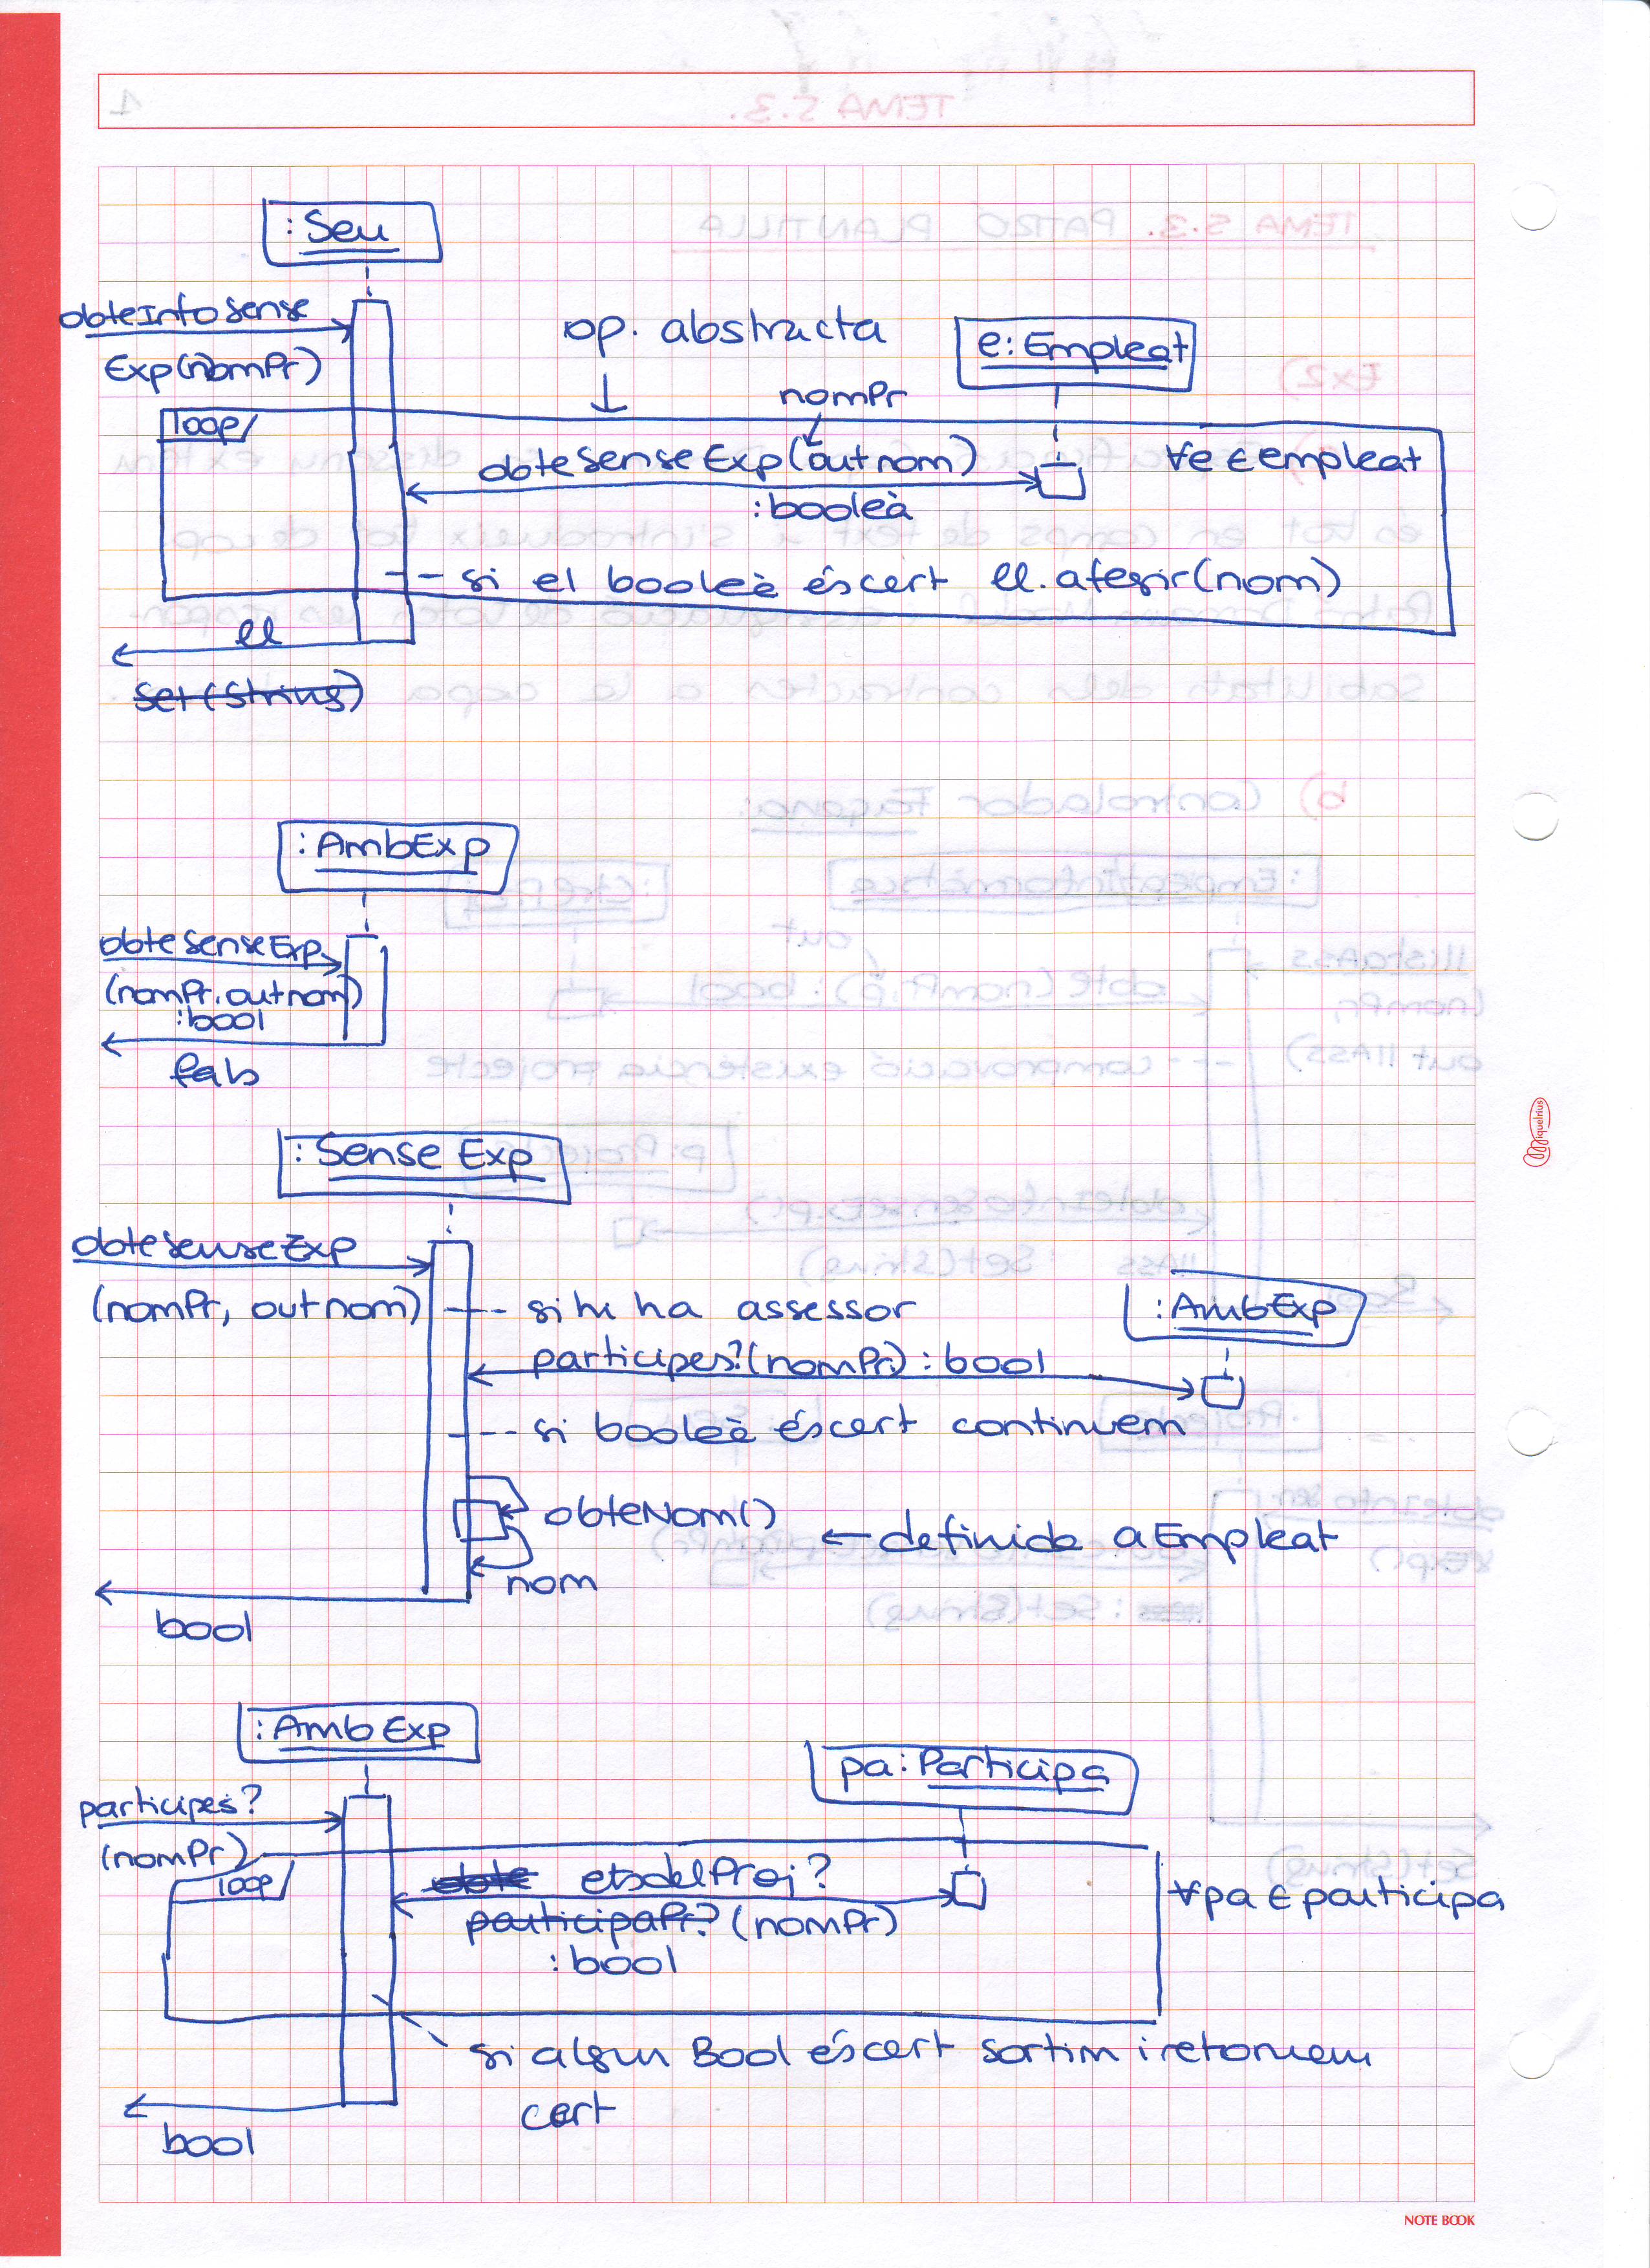 : Seu
obteInfoSense
Exp(nomPr)
op. abstracta
e: Empleat
nomPr
loop
obteSenseExp(out nom)
∀e ∈ empleat
: booleà
-- si el booleà és cert ll.afegir(nom)
ll
Set(String)
: AmbExp
obteSenseExp
(nomPr, out nom)
: bool
fals
: Sense Exp
obteSenseExp
(nomPr, out nom)
--- si hi ha assessor
: AmbExp
participes?(nomPr) : bool
--- si booleà és cert continuem
obteNom()
← definida a Empleat
nom
bool
: Amb Exp
pa: Participa
participes?
(nomPr)
loop
obte etsdelProj?
∀pa ∈ participa
participaPr? (nomPr)
: bool
si algun Bool és cert sortim i retornem
cert
bool
miquelrius
NOTE BOOK